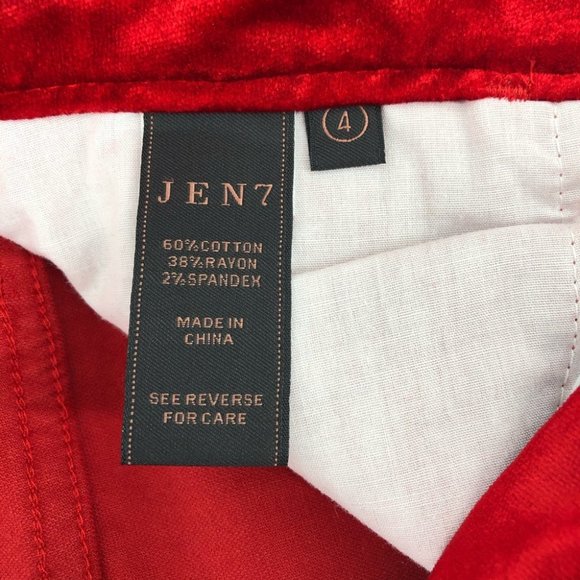 4
JEN7
60% COTTON
38% RAYON
2% SPANDEX
MADE IN
CHINA
SEE REVERSE
FOR CARE